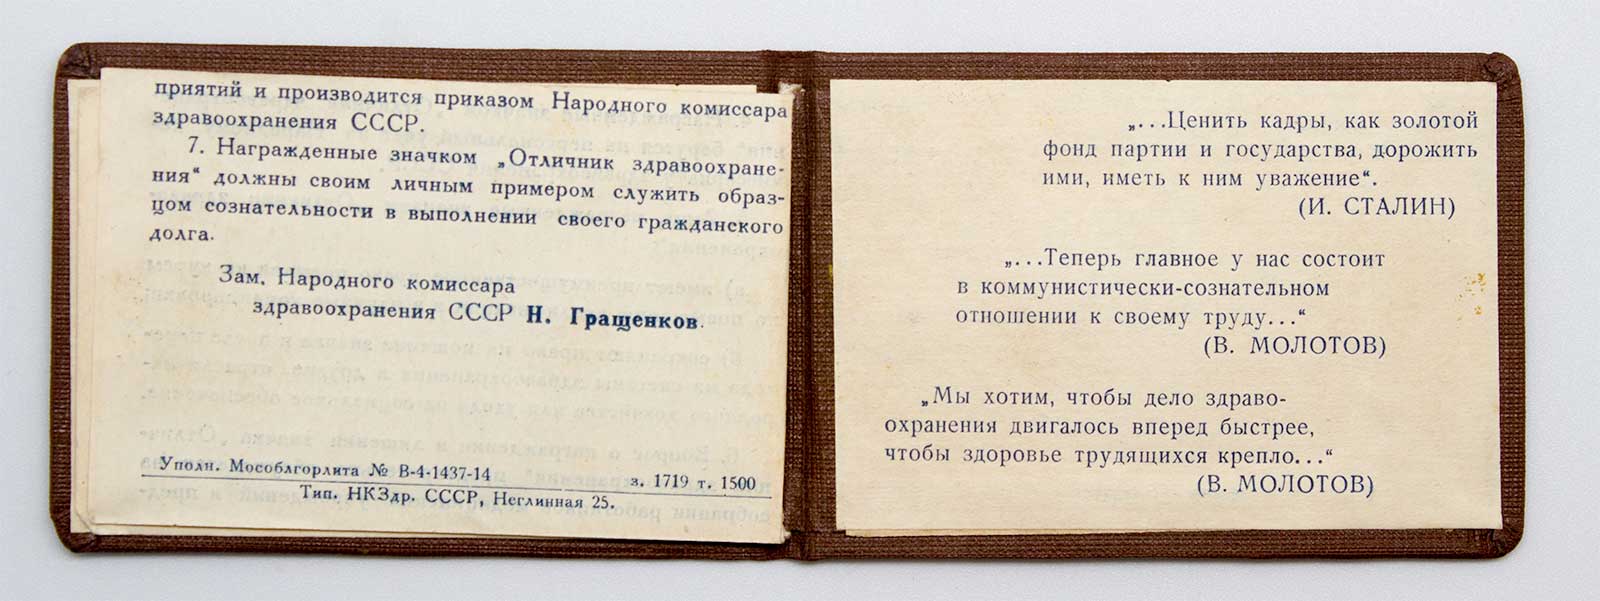 приятий и производится приказом Народного комиссара
здравоохранения СССР.
7. Награжденные значком „Отличник здравоохране-
ния“ должны своим личным примером служить образ-
цом сознательности в выполнении своего гражданского
долга.
Зам. Народного комиссара
здравоохранения СССР Н. Гращенков.
Уполн. Мособлгорлита № В-4-1437-14 з. 1719 т. 1500
Тип. НКЗдр. СССР, Неглинная 25.
„...Ценить кадры, как золотой
фонд партии и государства, дорожить
ими, иметь к ним уважение“.
(И. СТАЛИН)
„...Теперь главное у нас состоит
в коммунистически-сознательном
отношении к своему труду...“
(В. МОЛОТОВ)
„Мы хотим, чтобы дело здраво-
охранения двигалось вперед быстрее,
чтобы здоровье трудящихся крепло...“
(В. МОЛОТОВ)